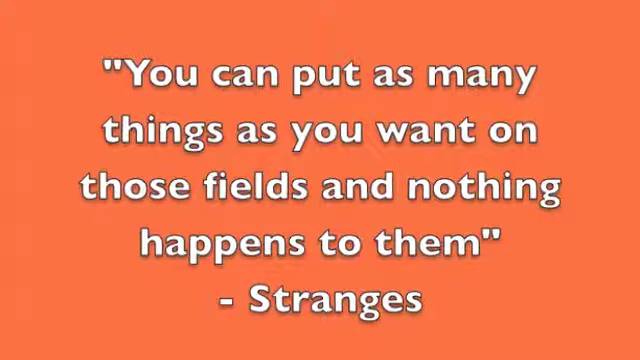 "You can put as many
things as you want on
those fields and nothing
happens to them"
- Stranges